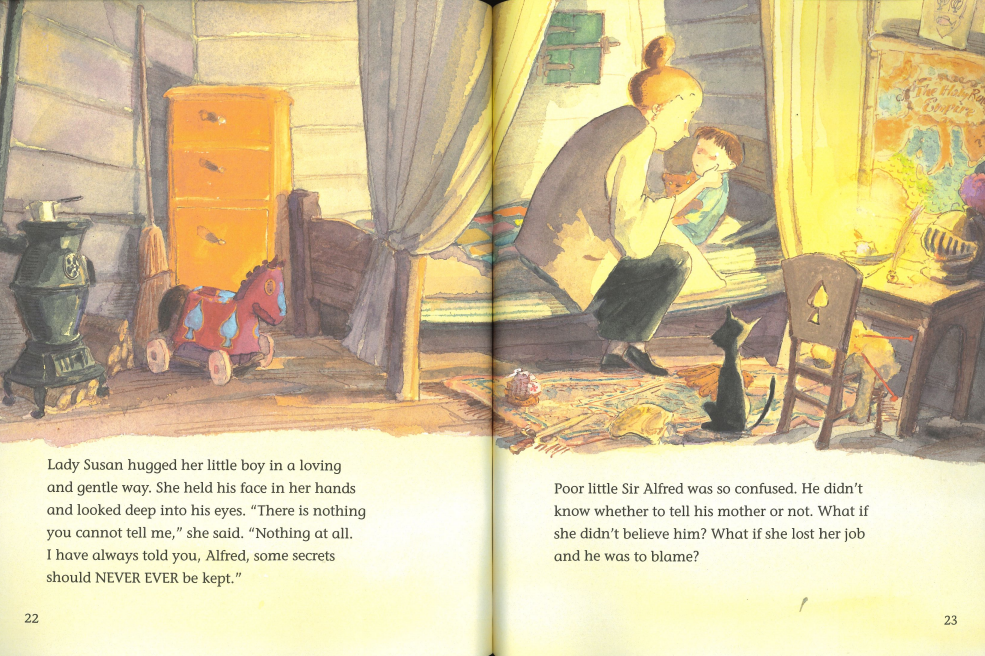 The Holy Ro
Empire
Lady Susan hugged her little boy in a loving
and gentle way. She held his face in her hands
and looked deep into his eyes. “There is nothing
you cannot tell me,” she said. “Nothing at all.
I have always told you, Alfred, some secrets
should NEVER EVER be kept.”
22
Poor little Sir Alfred was so confused. He didn’t
know whether to tell his mother or not. What if
she didn’t believe him? What if she lost her job
and he was to blame?
23